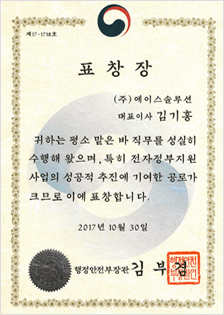 제17-1718호
표창장
(주)에이스솔루션
대표이사 김기홍
귀하는 평소 맡은 바 직무를 성실히
수행해 왔으며, 특히 전자정부지원
사업의 성공적 추진에 기여한 공로가
크므로 이에 표창합니다.
2017년 10월 30일
행정안전부장관 김부겸